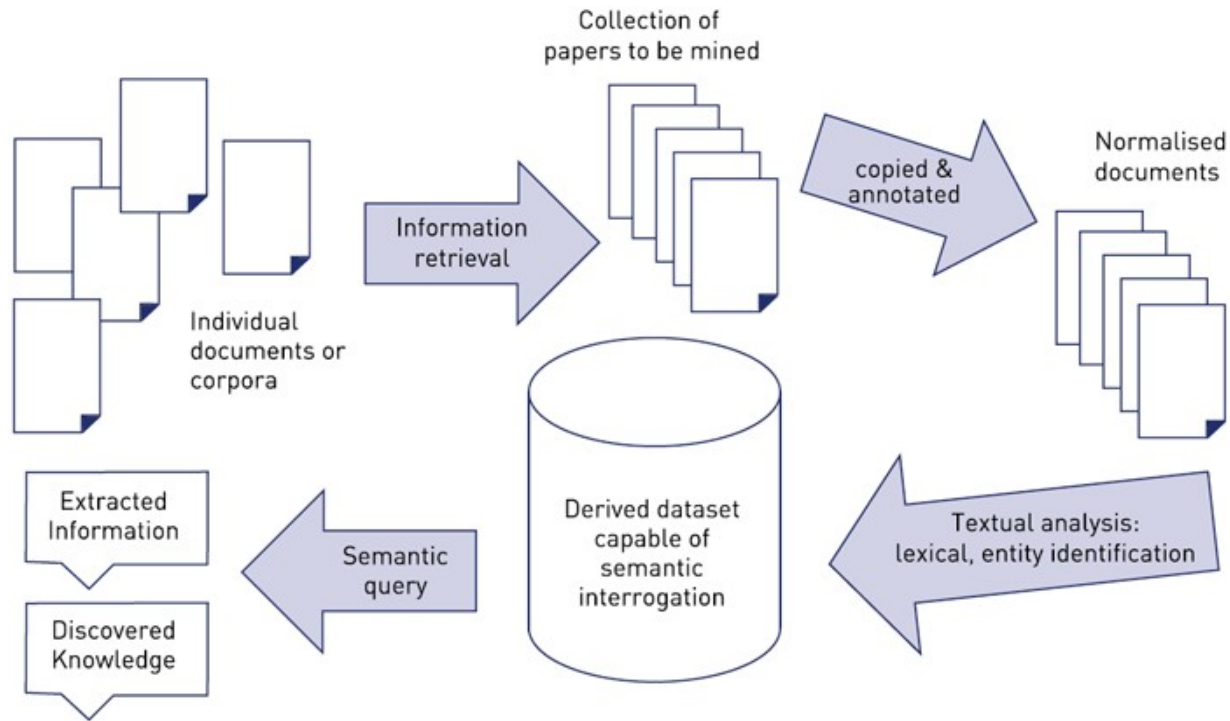 Collection of
papers to be mined
Individual
documents or
corpora
Information
retrieval
copied &
annotated
Normalised
documents
Textual analysis:
lexical, entity identification
Derived dataset
capable of
semantic
interrogation
Semantic
query
Extracted
Information
Discovered
Knowledge